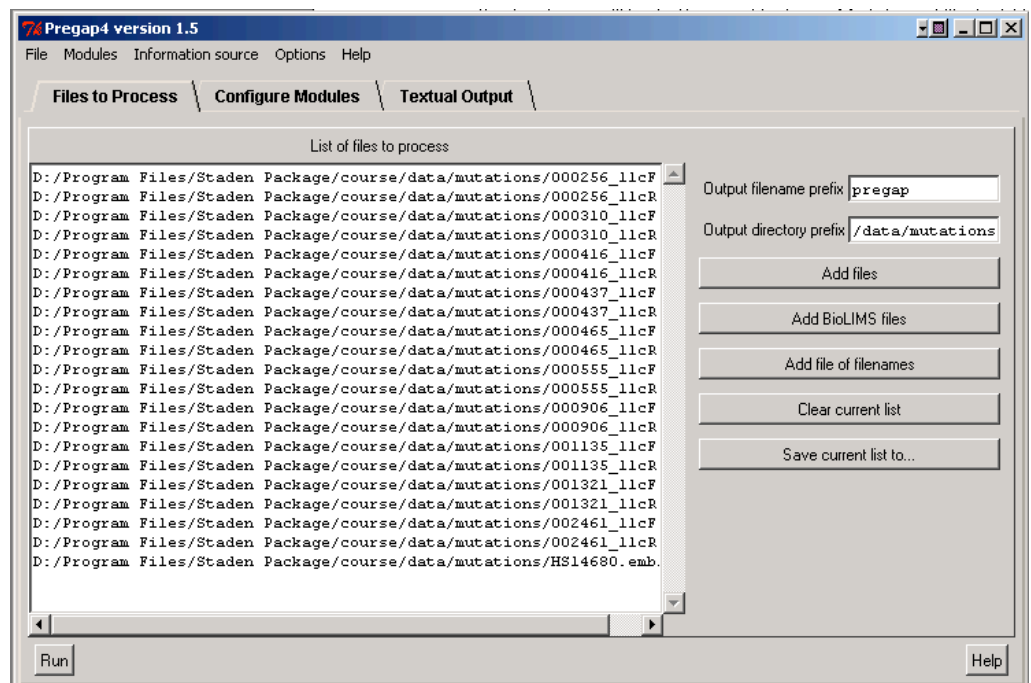 Pregap4 version 1.5
File Modules Information source Options Help
Files to Process Configure Modules Textual Output
List of files to process
D:/Program Files/Staden Package/course/data/mutations/000256_11cF
D:/Program Files/Staden Package/course/data/mutations/000256_11cR
D:/Program Files/Staden Package/course/data/mutations/000310_11cF
D:/Program Files/Staden Package/course/data/mutations/000310_11cR
D:/Program Files/Staden Package/course/data/mutations/000416_11cF
D:/Program Files/Staden Package/course/data/mutations/000416_11cR
D:/Program Files/Staden Package/course/data/mutations/000437_11cF
D:/Program Files/Staden Package/course/data/mutations/000437_11cR
D:/Program Files/Staden Package/course/data/mutations/000465_11cF
D:/Program Files/Staden Package/course/data/mutations/000465_11cR
D:/Program Files/Staden Package/course/data/mutations/000555_11cF
D:/Program Files/Staden Package/course/data/mutations/000555_11cR
D:/Program Files/Staden Package/course/data/mutations/000906_11cF
D:/Program Files/Staden Package/course/data/mutations/000906_11cR
D:/Program Files/Staden Package/course/data/mutations/001135_11cF
D:/Program Files/Staden Package/course/data/mutations/001135_11cR
D:/Program Files/Staden Package/course/data/mutations/001321_11cF
D:/Program Files/Staden Package/course/data/mutations/001321_11cR
D:/Program Files/Staden Package/course/data/mutations/002461_11cF
D:/Program Files/Staden Package/course/data/mutations/002461_11cR
D:/Program Files/Staden Package/course/data/mutations/HS14680.emb.
Output filename prefix pregap
Output directory prefix /data/mutations
Add files
Add BioLIMS files
Add file of filenames
Clear current list
Save current list to...
Run
Help